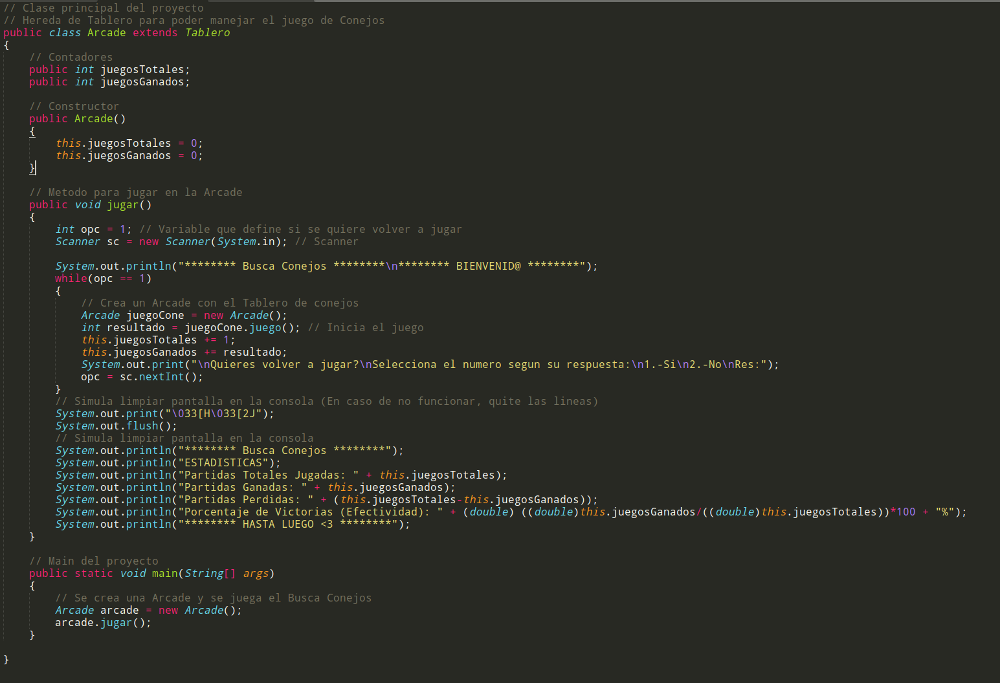 // Clase principal del proyecto
// Hereda de Tablero para poder manejar el juego de Conejos
public class Arcade extends Tablero
{
    // Contadores
    public int juegosTotales;
    public int juegosGanados;

    // Constructor
    public Arcade()
    {
        this.juegosTotales = 0;
        this.juegosGanados = 0;
    }

    // Metodo para jugar en la Arcade
    public void jugar()
    {
        int opc = 1; // Variable que define si se quiere volver a jugar
        Scanner sc = new Scanner(System.in); // Scanner

        System.out.println("******** Busca Conejos ********\n******** BIENVENID@ ********");
        while(opc == 1)
        {
            // Crea un Arcade con el Tablero de conejos
            Arcade juegoCone = new Arcade();
            int resultado = juegoCone.juego(); // Inicia el juego
            this.juegosTotales += 1;
            this.juegosGanados += resultado;
            System.out.print("\nQuieres volver a jugar?\nSelecciona el numero segun su respuesta:\n1.-Si\n2.-No\nRes:");
            opc = sc.nextInt();
        }
        // Simula limpiar pantalla en la consola (En caso de no funcionar, quite las lineas)
        System.out.print("\033[H\033[2J");
        System.out.flush();
        // Simula limpiar pantalla en la consola
        System.out.println("******** Busca Conejos ********");
        System.out.println("ESTADISTICAS");
        System.out.println("Partidas Totales Jugadas: " + this.juegosTotales);
        System.out.println("Partidas Ganadas: " + this.juegosGanados);
        System.out.println("Partidas Perdidas: " + (this.juegosTotales-this.juegosGanados));
        System.out.println("Porcentaje de Victorias (Efectividad): " + (double) ((double)this.juegosGanados/((double)this.juegosTotales))*100 + "%");
        System.out.println("******** HASTA LUEGO <3 ********");
    }

    // Main del proyecto
    public static void main(String[] args)
    {
        // Se crea una Arcade y se juega el Busca Conejos
        Arcade arcade = new Arcade();
        arcade.jugar();
    }

}